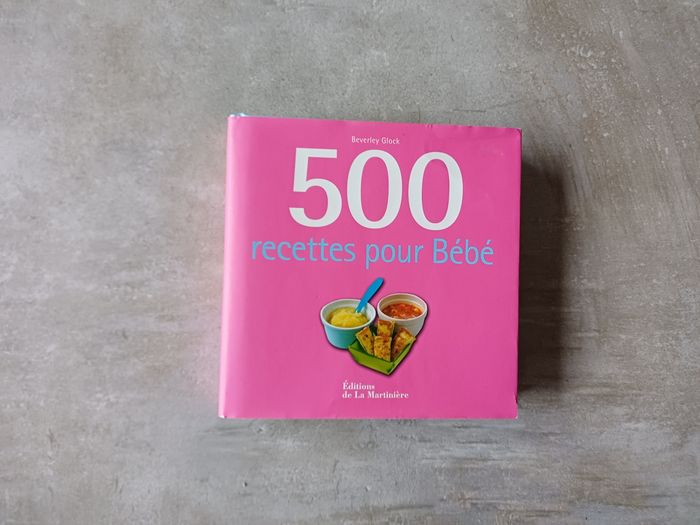 Beverley Glock
500
recettes pour Bébé
Éditions
de La Martinière